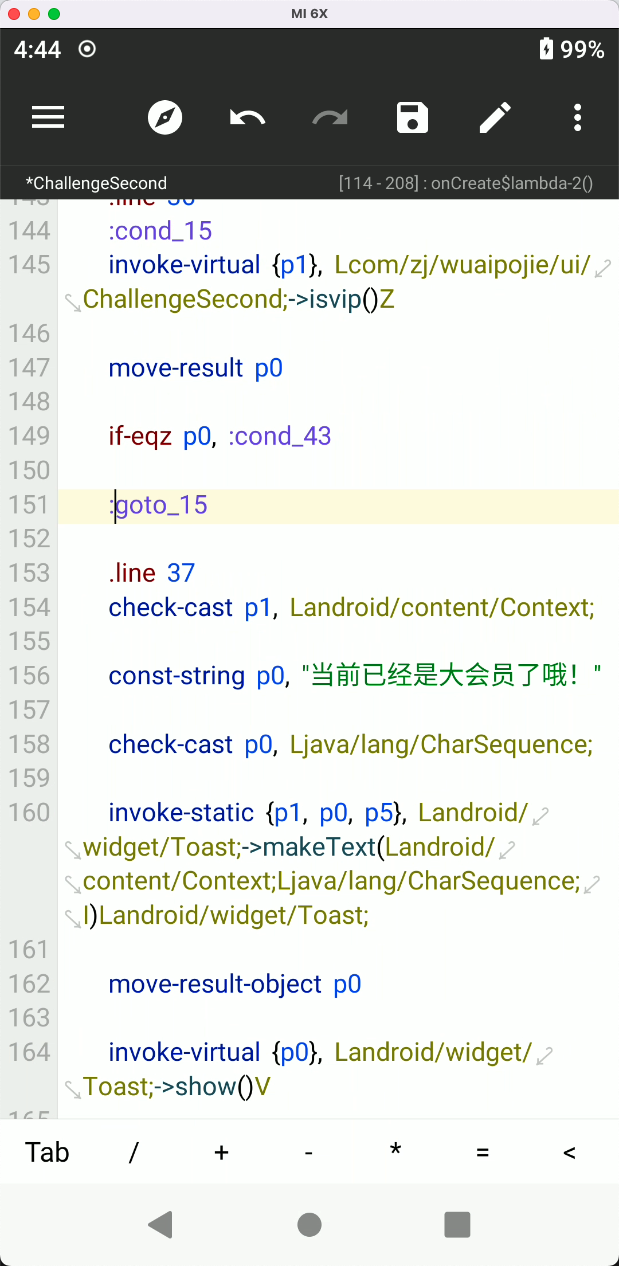 MI 6X
4:44 99%
*ChallengeSecond [114 - 208] : onCreate$lambda-2()
144 :cond_15
145 invoke-virtual {p1}, Lcom/zj/wuaipojie/ui/
ChallengeSecond;->isvip()Z
146
147 move-result p0
148
149 if-eqz p0, :cond_43
150
151 :goto_15
152
153 .line 37
154 check-cast p1, Landroid/content/Context;
155
156 const-string p0, "当前已经是大会员了哦！"
157
158 check-cast p0, Ljava/lang/CharSequence;
159
160 invoke-static {p1, p0, p5}, Landroid/
widget/Toast;->makeText(Landroid/
content/Context;Ljava/lang/CharSequence;
I)Landroid/widget/Toast;
161
162 move-result-object p0
163
164 invoke-virtual {p0}, Landroid/widget/
Toast;->show()V
Tab / + - * = <